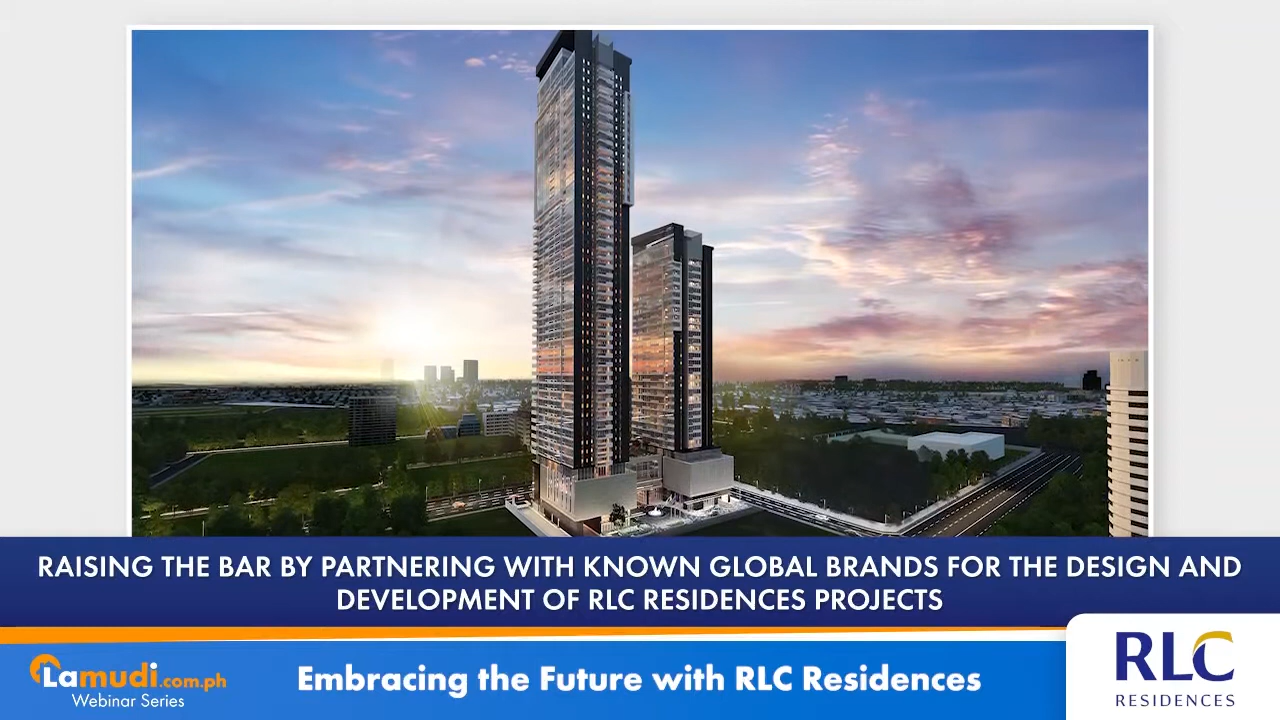 RAISING THE BAR BY PARTNERING WITH KNOWN GLOBAL BRANDS FOR THE DESIGN AND
DEVELOPMENT OF RLC RESIDENCES PROJECTS
Lamudi.com.ph
Webinar Series
Embracing the Future with RLC Residences
RLC
RESIDENCES